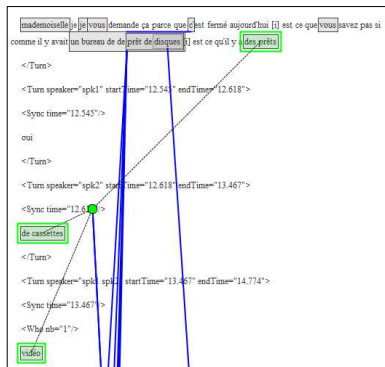 mademoiselle je je vous demande ça parce que c est fermé aujourd'hui [i] est ce que vous savez pas si
comme il y avait un bureau de de prêt de disques [i] est ce qu'il y a des prêts
</Turn>
<Turn speaker="spk1" startTime="12.545" endTime="12.618">
<Sync time="12.545"/>
oui
</Turn>
<Turn speaker="spk2" startTime="12.618" endTime="13.467">
<Sync time="12.618"/>
de cassettes
</Turn>
<Turn speaker="spk1 spk2" startTime="13.467" endTime="14.774">
<Sync time="13.467"/>
<Who nb="1"/>
vidéo